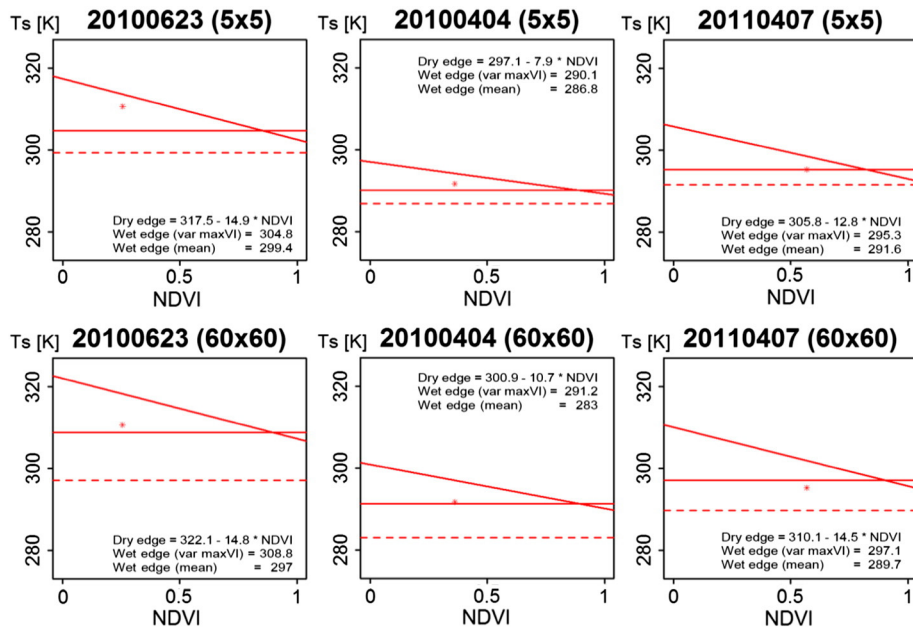 Ts [K] 20100623 (5x5)
320
300
280
Dry edge = 317.5 - 14.9 * NDVI
Wet edge (var maxVI) = 304.8
Wet edge (mean) = 299.4
0 0.5 1
NDVI
Ts [K] 20100404 (5x5)
320
300
280
Dry edge = 297.1 - 7.9 * NDVI
Wet edge (var maxVI) = 290.1
Wet edge (mean) = 286.8
0 0.5 1
NDVI
Ts [K] 20110407 (5x5)
320
300
280
Dry edge = 305.8 - 12.8 * NDVI
Wet edge (var maxVI) = 295.3
Wet edge (mean) = 291.6
0 0.5 1
NDVI
Ts [K] 20100623 (60x60)
320
300
280
Dry edge = 322.1 - 14.8 * NDVI
Wet edge (var maxVI) = 308.8
Wet edge (mean) = 297
0 0.5 1
NDVI
Ts [K] 20100404 (60x60)
320
300
280
Dry edge = 300.9 - 10.7 * NDVI
Wet edge (var maxVI) = 291.2
Wet edge (mean) = 283
0 0.5 1
NDVI
Ts [K] 20110407 (60x60)
320
300
280
Dry edge = 310.1 - 14.5 * NDVI
Wet edge (var maxVI) = 297.1
Wet edge (mean) = 289.7
0 0.5 1
NDVI